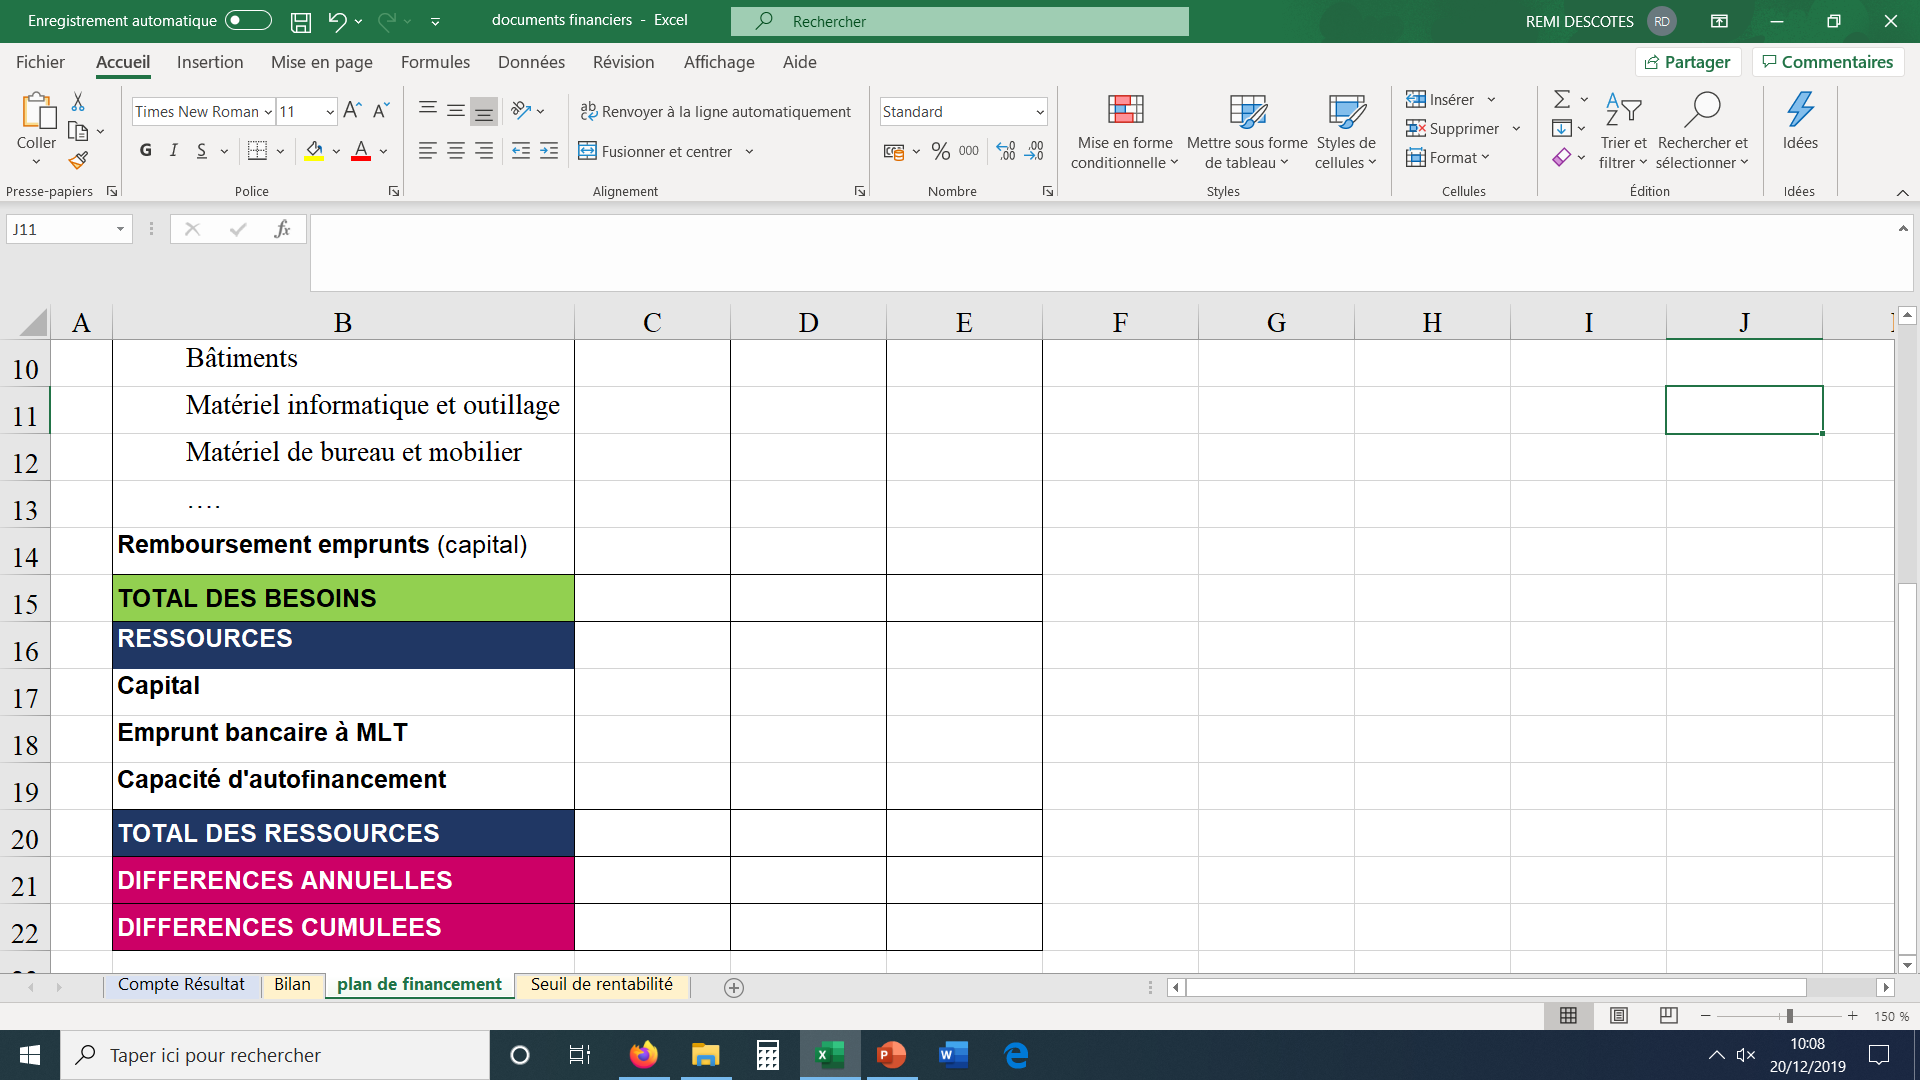 Enregistrement automatique
documents financiers - Excel
Rechercher
REMI DESCOTES RD
Fichier Accueil Insertion Mise en page Formules Données Révision Affichage Aide
Partager Commentaires
Coller
Presse-papiers
Times New Roman 11
G I S
Police
Renvoyer à la ligne automatiquement
Fusionner et centrer
Alignement
Standard
% 000
Nombre
Mise en forme conditionnelle
Mettre sous forme de tableau
Styles de cellules
Styles
Insérer
Supprimer
Format
Cellules
Trier et filtrer
Rechercher et sélectionner
Édition
Idées
Idées
J11
fx
A B C D E F G H I J
10 Bâtiments
11 Matériel informatique et outillage
12 Matériel de bureau et mobilier
13 ….
14 Remboursement emprunts (capital)
15 TOTAL DES BESOINS
16 RESSOURCES
17 Capital
18 Emprunt bancaire à MLT
19 Capacité d'autofinancement
20 TOTAL DES RESSOURCES
21 DIFFERENCES ANNUELLES
22 DIFFERENCES CUMULEES
Compte Résultat Bilan plan de financement Seuil de rentabilité
150 %
Taper ici pour rechercher
10:08
20/12/2019